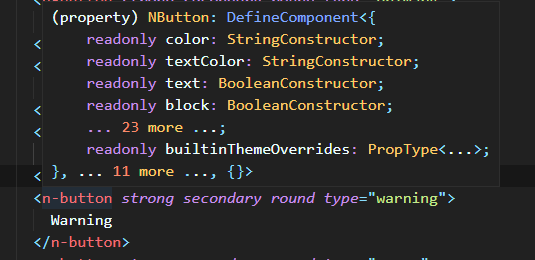 (property) NButton: DefineComponent<{
readonly color: StringConstructor;
readonly textColor: StringConstructor;
readonly text: BooleanConstructor;
readonly block: BooleanConstructor;
... 23 more ...;
readonly builtinThemeOverrides: PropType<...>;
}, ... 11 more ..., {}>
<n-button strong secondary round type="warning">
Warning
</n-button>